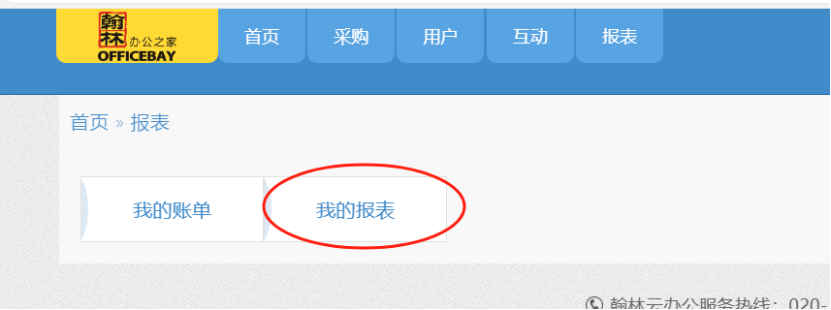 翰林 办公之家
OFFICEBAY
首页 采购 用户 互动 报表
首页 » 报表
我的账单 我的报表
翰林云办公服务热线：020-